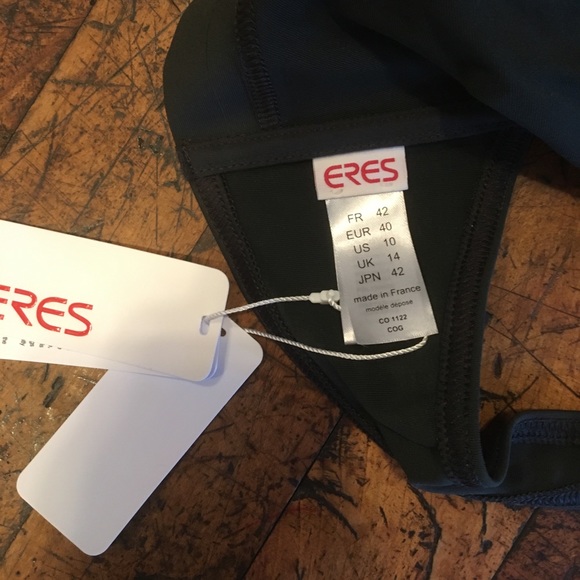 ERES
FR 42
EUR 40
US 10
UK 14
JPN 42
made in France
modèle déposé
CO 1122
COG
ERES